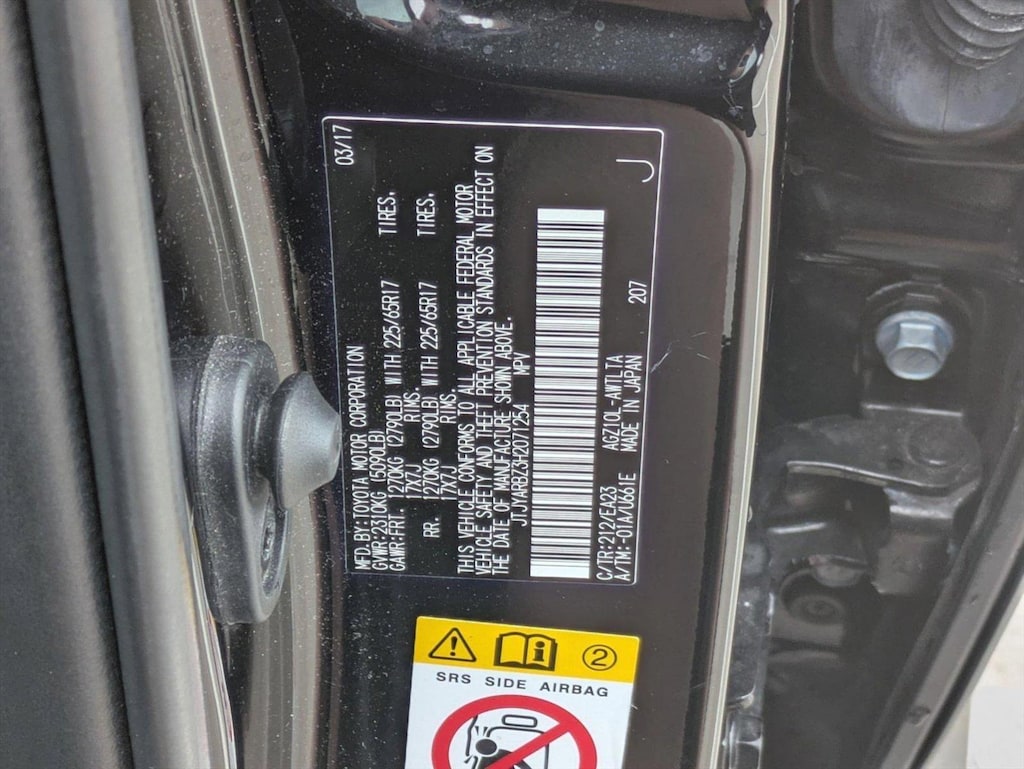 03/17
MFD. BY: TOYOTA MOTOR CORPORATION
GVWR: 2310KG (5090LB)
GAWR: FRT. 1270KG (2790LB) WITH 225/65R17 TIRES,
17X7J RIMS.
RR. 1270KG (2790LB) WITH 225/65R17 TIRES,
17X7J RIMS.
THIS VEHICLE CONFORMS TO ALL APPLICABLE FEDERAL MOTOR
VEHICLE SAFETY AND THEFT PREVENTION STANDARDS IN EFFECT ON
THE DATE OF MANUFACTURE SHOWN ABOVE.
JTJYARBZ3H2071254 MPV
C/TR: 212/EA23 AGZ10L-AWTLTA 207
A/TM: -01A/U661E MADE IN JAPAN
J
2
SRS SIDE AIRBAG